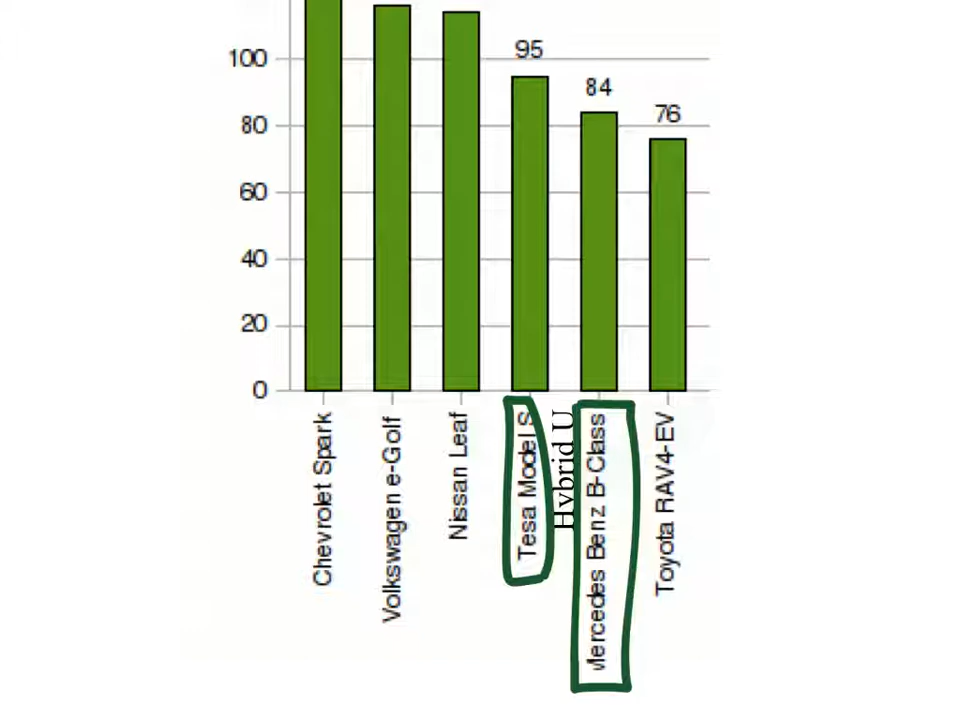 100
95
84
76
80
60
40
20
0
Chevrolet Spark
Volkswagen e-Golf
Nissan Leaf
Tesa Model S
Hybrid U
Mercedes Benz B-Class
Toyota RAV4-EV